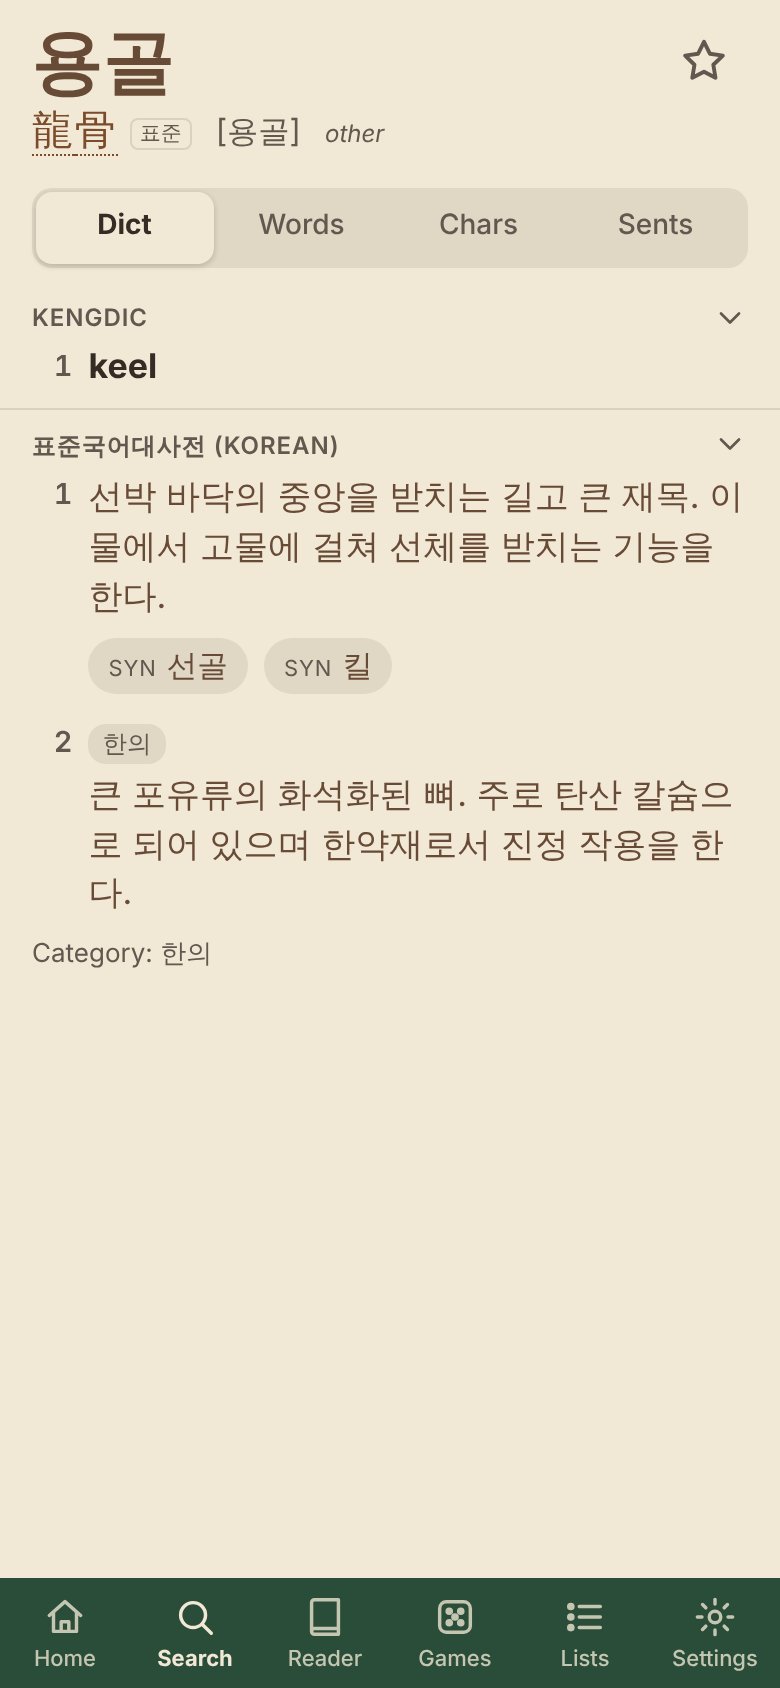 용골
龍骨 표준 [용골] other
Dict Words Chars Sents
KENGDIC
1 keel
표준국어대사전 (KOREAN)
1 선박 바닥의 중앙을 받치는 길고 큰 재목. 이
물에서 고물에 걸쳐 선체를 받치는 기능을
한다.
SYN 선골 SYN 킬
2 한의
큰 포유류의 화석화된 뼈. 주로 탄산 칼슘으
로 되어 있으며 한약재로서 진정 작용을 한
다.
Category: 한의
Home Search Reader Games Lists Settings